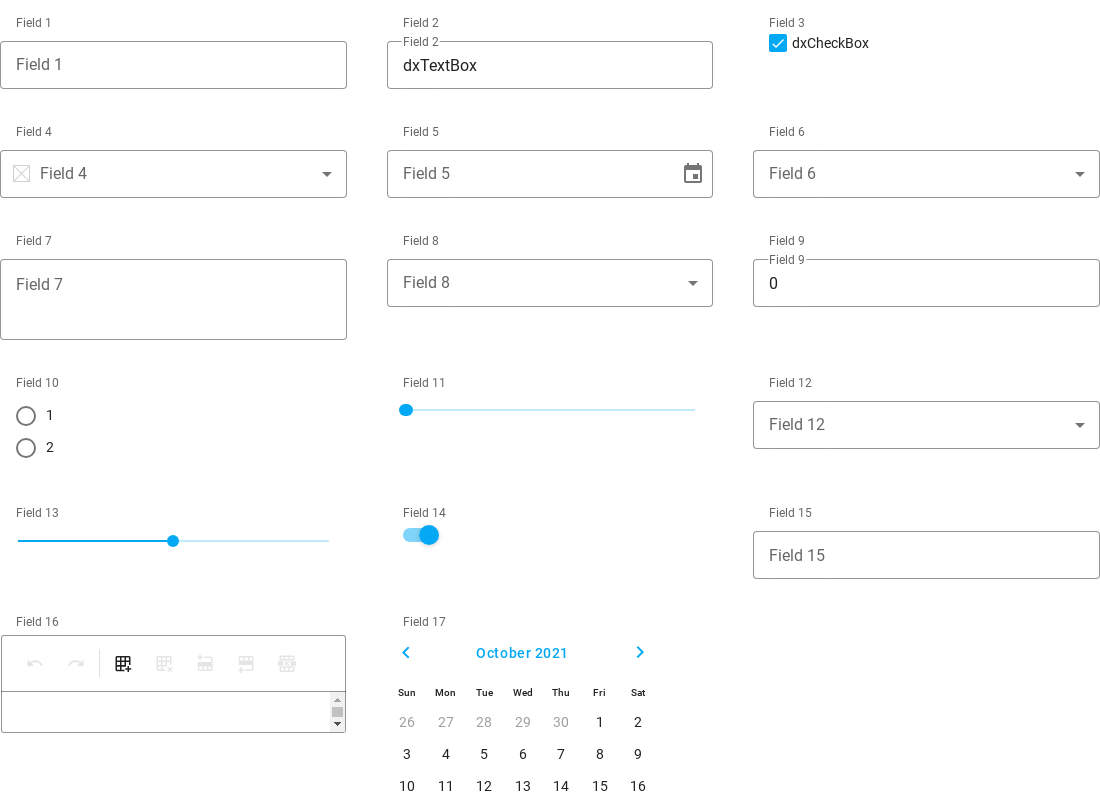 Field 1
Field 2
Field 3
Field 1
Field 2
dxTextBox
dxCheckBox
Field 4
Field 5
Field 6
Field 4
Field 5
Field 6
Field 7
Field 8
Field 9
Field 7
Field 8
Field 9
0
Field 10
Field 11
Field 12
1
2
Field 12
Field 13
Field 14
Field 15
Field 15
Field 16
Field 17
October 2021
Sun Mon Tue Wed Thu Fri Sat
26 27 28 29 30 1 2
3 4 5 6 7 8 9
10 11 12 13 14 15 16